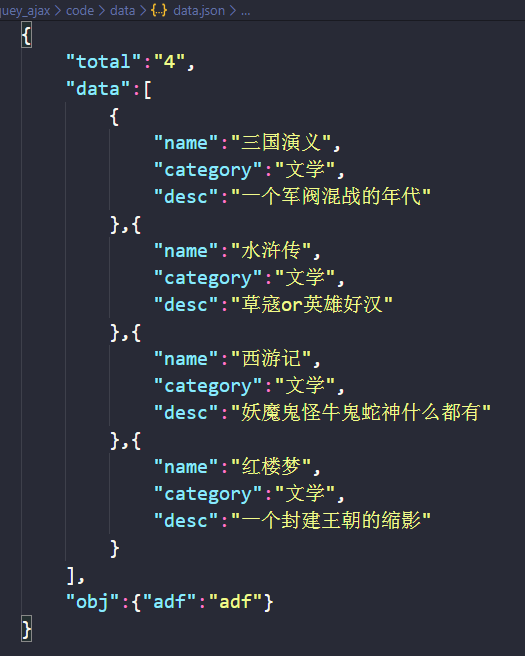 quey_ajax > code > data > {..} data.json > ...
{
"total":"4",
"data":[
{
"name":"三国演义",
"category":"文学",
"desc":"一个军阀混战的年代"
},{
"name":"水浒传",
"category":"文学",
"desc":"草寇or英雄好汉"
},{
"name":"西游记",
"category":"文学",
"desc":"妖魔鬼怪牛鬼蛇神什么都有"
},{
"name":"红楼梦",
"category":"文学",
"desc":"一个封建王朝的缩影"
}
],
"obj":{"adf":"adf"}
}